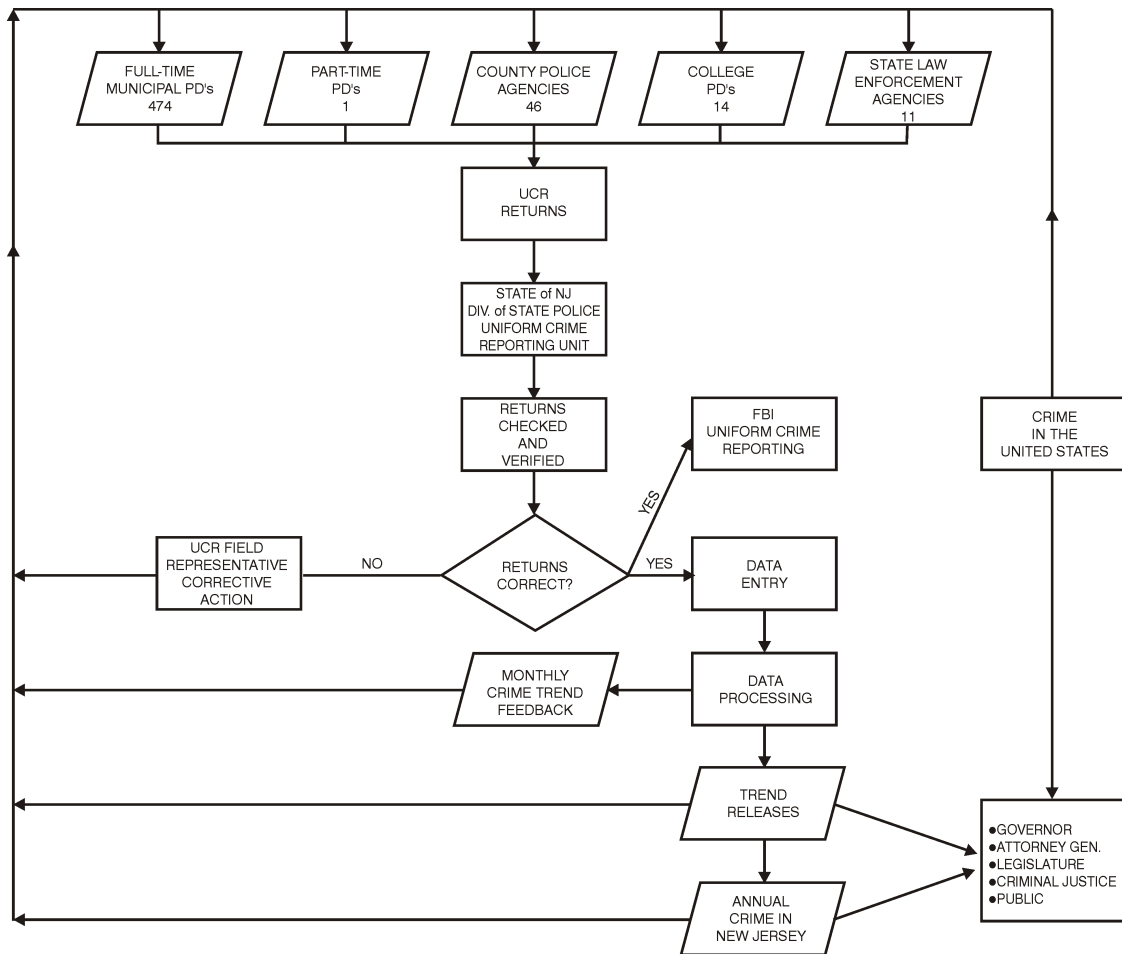 FULL-TIME
MUNICIPAL PD's
474
PART-TIME
PD's
1
COUNTY POLICE
AGENCIES
46
COLLEGE
PD's
14
STATE LAW
ENFORCEMENT
AGENCIES
11
UCR
RETURNS
STATE of NJ
DIV. of STATE POLICE
UNIFORM CRIME
REPORTING UNIT
RETURNS
CHECKED
AND
VERIFIED
FBI
UNIFORM CRIME
REPORTING
CRIME
IN THE
UNITED STATES
YES
UCR FIELD
REPRESENTATIVE
CORRECTIVE
ACTION
NO
RETURNS
CORRECT?
YES
DATA
ENTRY
MONTHLY
CRIME TREND
FEEDBACK
DATA
PROCESSING
TREND
RELEASES
●GOVERNOR
●ATTORNEY GEN.
●LEGISLATURE
●CRIMINAL JUSTICE
●PUBLIC
ANNUAL
CRIME IN
NEW JERSEY